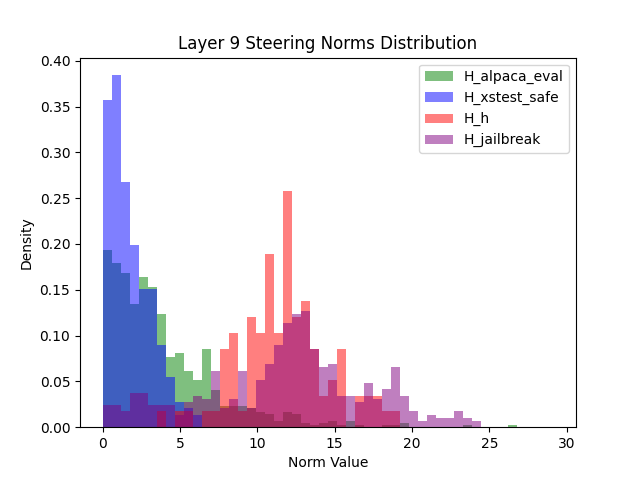 Layer 9 Steering Norms Distribution
H_alpaca_eval
H_xstest_safe
H_h
H_jailbreak
0.40
0.35
0.30
0.25
0.20
0.15
0.10
0.05
0.00
Density
0 5 10 15 20 25 30
Norm Value